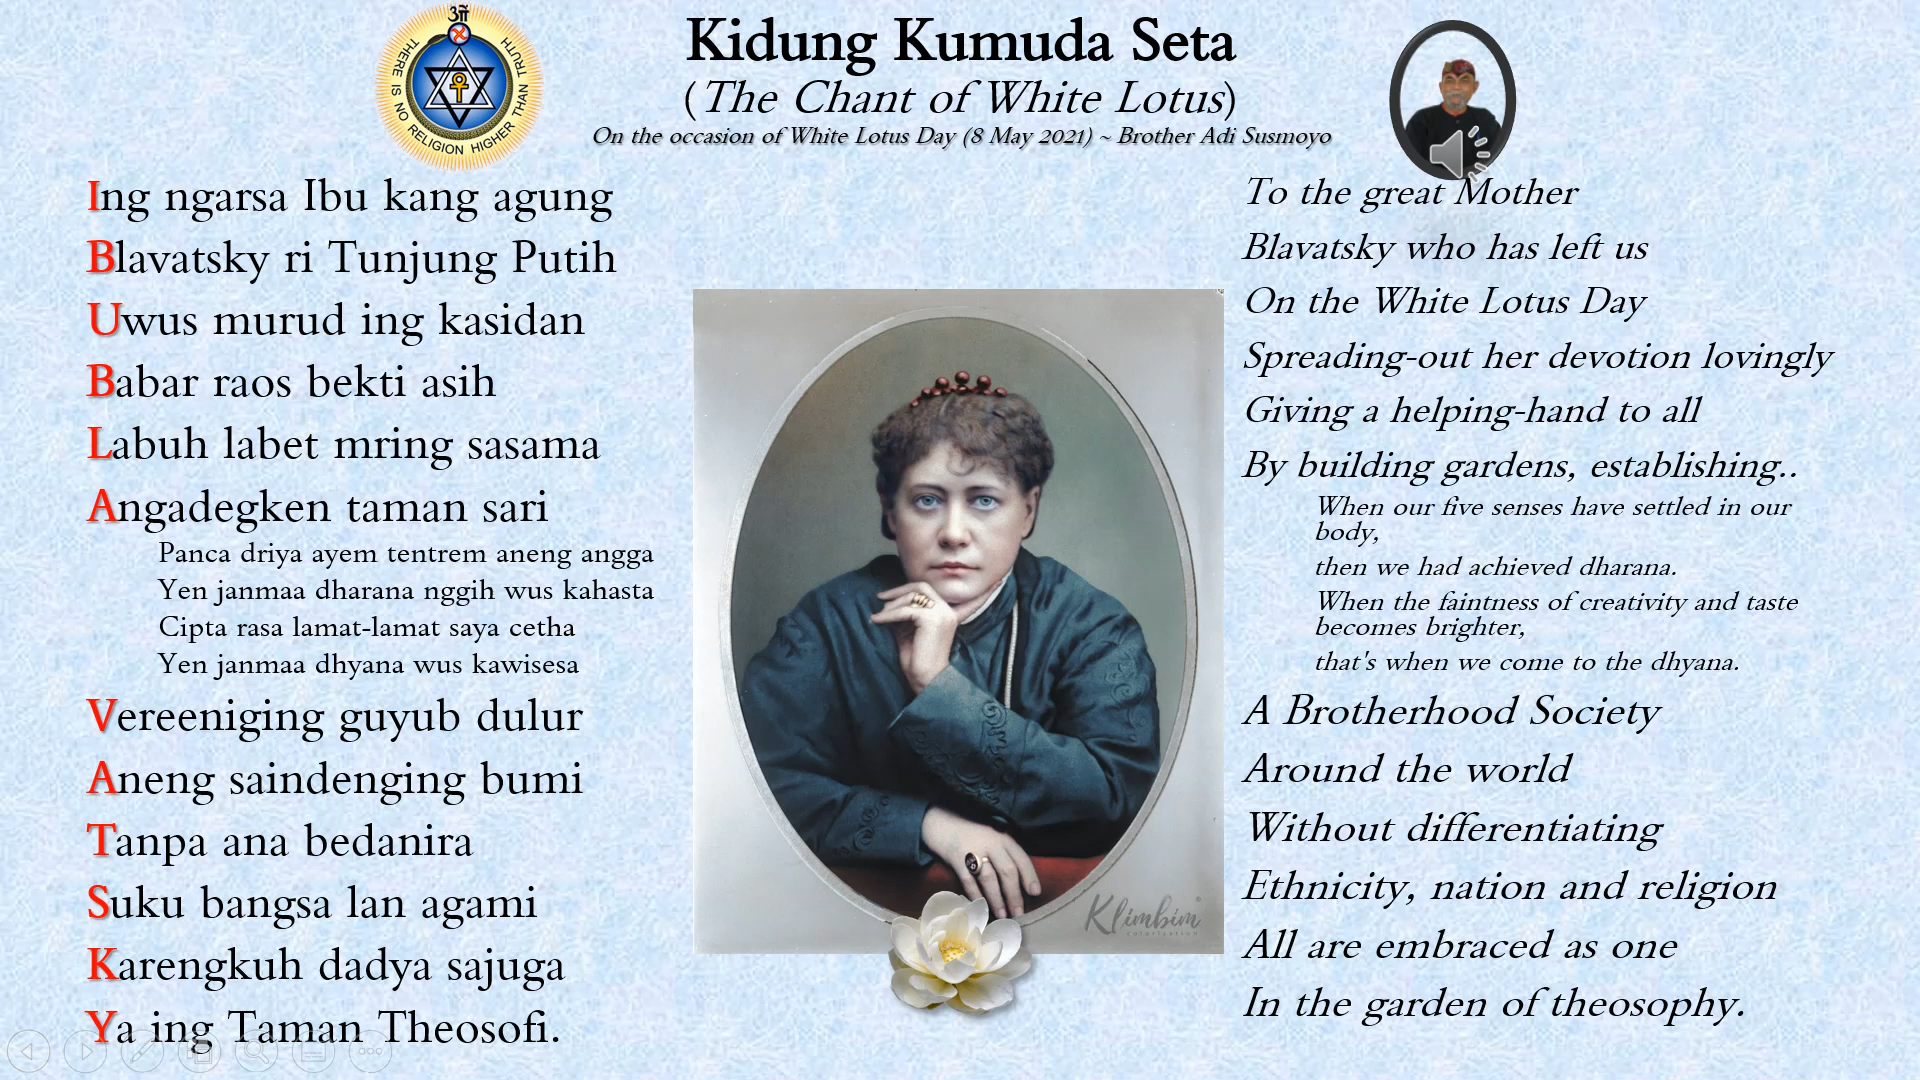 ॐ
THERE IS NO RELIGION HIGHER THAN TRUTH
Kidung Kumuda Seta
(The Chant of White Lotus)
On the occasion of White Lotus Day (8 May 2021) ~ Brother Adi Susmoyo
Ing ngarsa Ibu kang agung
Blavatsky ri Tunjung Putih
Uwus murud ing kasidan
Babar raos bekti asih
Labuh labet mring sasama
Angadegken taman sari
Panca driya ayem tentrem aneng angga
Yen janmaa dharana nggih wus kahasta
Cipta rasa lamat-lamat saya cetha
Yen janmaa dhyana wus kawisesa
Vereeniging guyub dulur
Aneng saindenging bumi
Tanpa ana bedanira
Suku bangsa lan agami
Karengkuh dadya sajuga
Ya ing Taman Theosofi.
Klimbim
To the great Mother
Blavatsky who has left us
On the White Lotus Day
Spreading-out her devotion lovingly
Giving a helping-hand to all
By building gardens, establishing..
When our five senses have settled in our
body,
then we had achieved dharana.
When the faintness of creativity and taste
becomes brighter,
that's when we come to the dhyana.
A Brotherhood Society
Around the world
Without differentiating
Ethnicity, nation and religion
All are embraced as one
In the garden of theosophy.